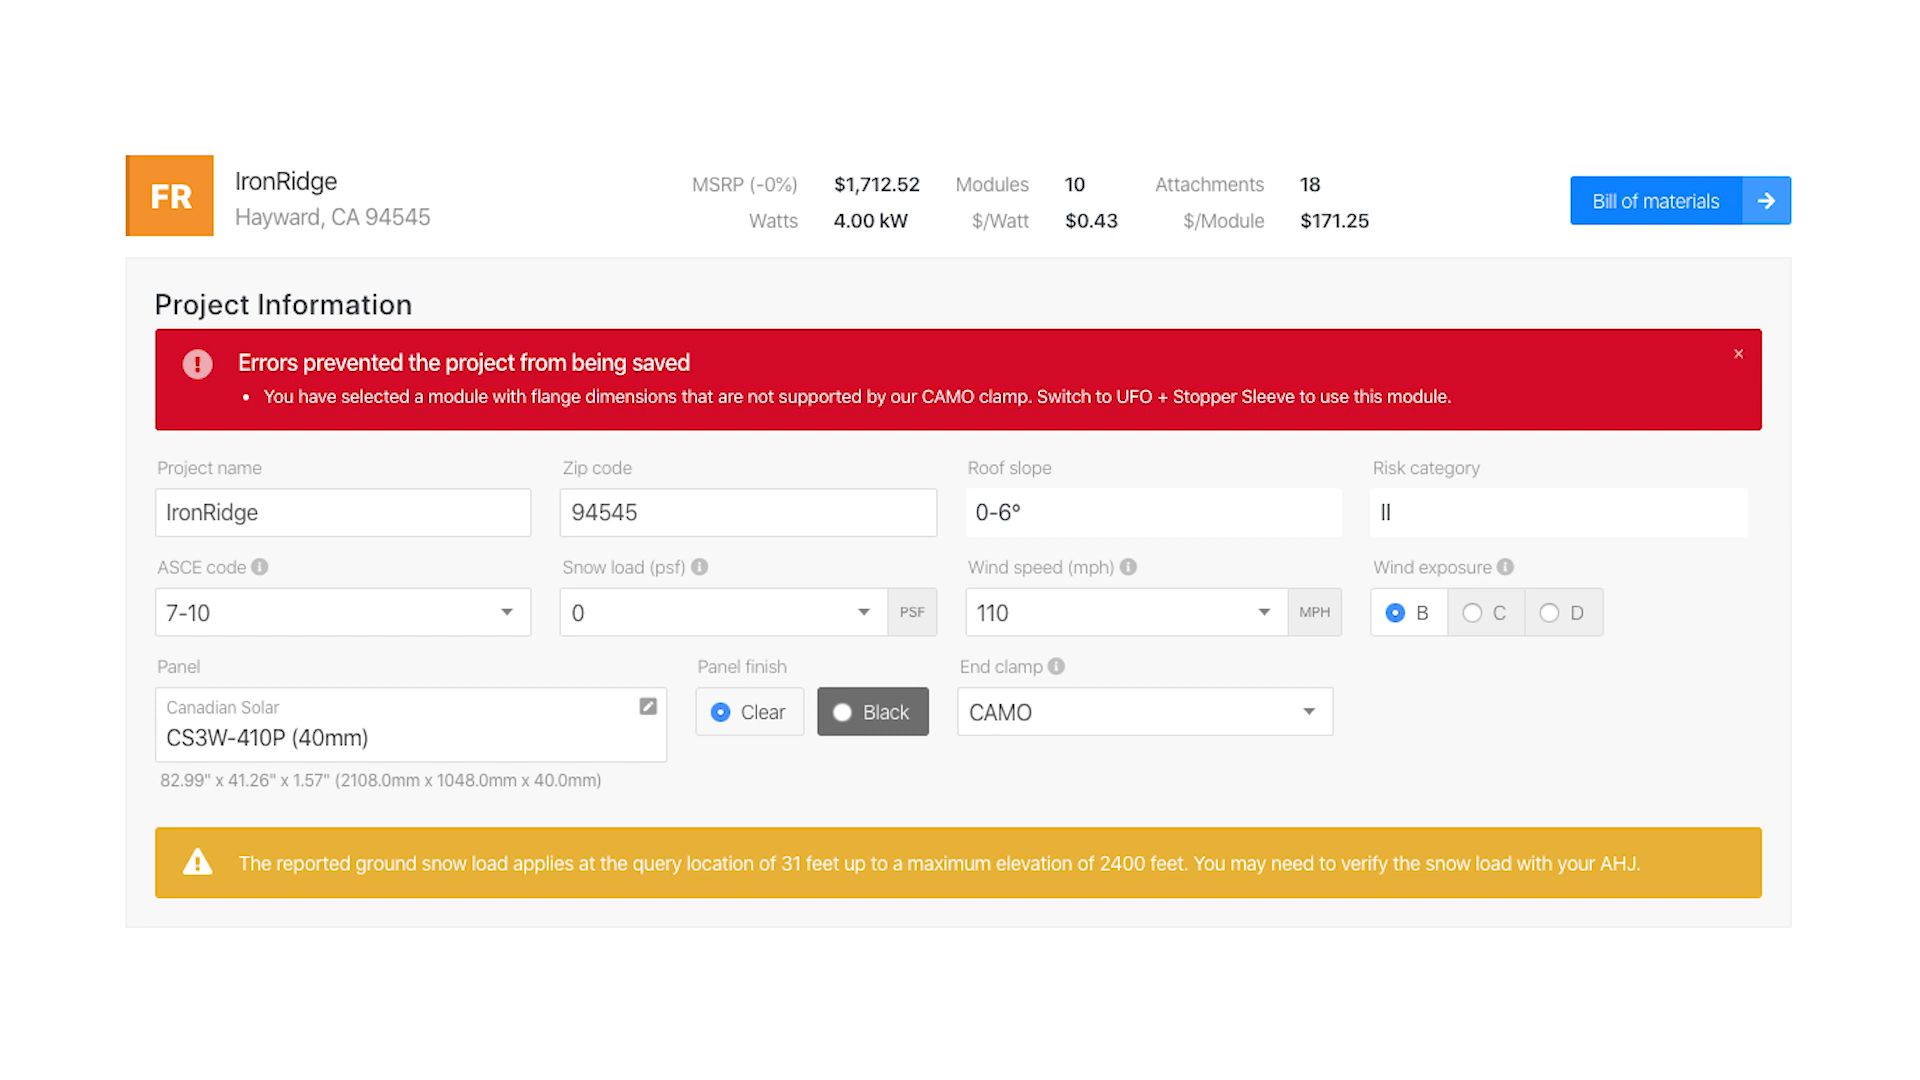 FR
IronRidge
Hayward, CA 94545
MSRP (-0%) $1,712.52 Modules 10 Attachments 18
Watts 4.00 kW $/Watt $0.43 $/Module $171.25
Bill of materials
Project Information
Errors prevented the project from being saved
• You have selected a module with flange dimensions that are not supported by our CAMO clamp. Switch to UFO + Stopper Sleeve to use this module.
Project name Zip code Roof slope Risk category
IronRidge 94545 0-6° II
ASCE code Snow load (psf) Wind speed (mph) Wind exposure
7-10 0 PSF 110 MPH B C D
Panel Panel finish End clamp
Canadian Solar
CS3W-410P (40mm) Clear Black CAMO
82.99" x 41.26" x 1.57" (2108.0mm x 1048.0mm x 40.0mm)
The reported ground snow load applies at the query location of 31 feet up to a maximum elevation of 2400 feet. You may need to verify the snow load with your AHJ.